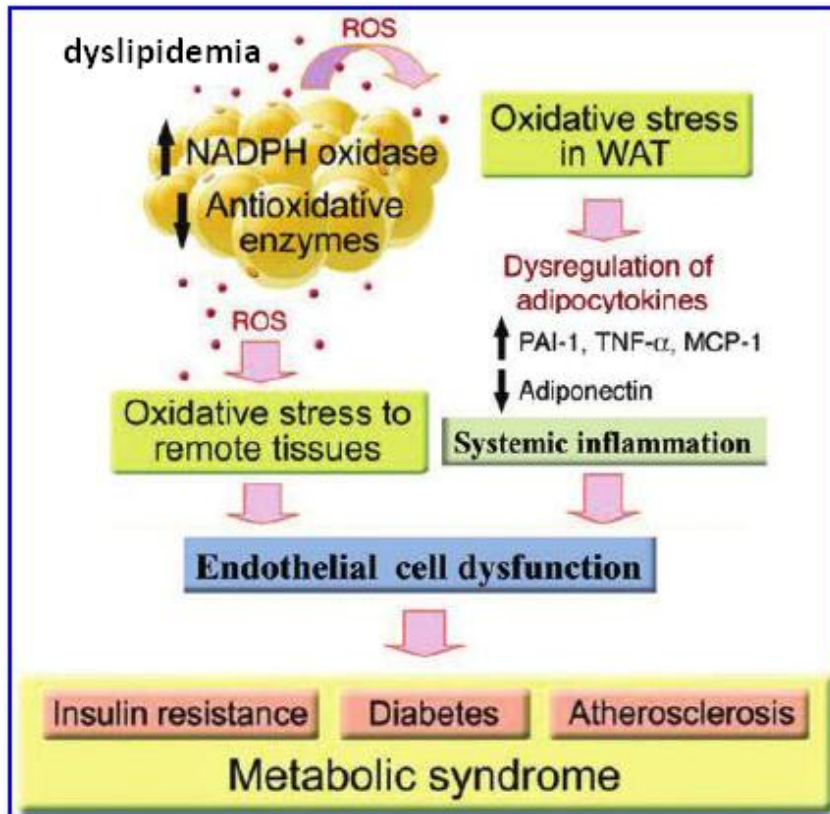 ROS
dyslipidemia
NADPH oxidase
Antioxidative
enzymes
ROS
Oxidative stress to
remote tissues
Oxidative stress
in WAT
Dysregulation of
adipocytokines
PAI-1, TNF-α, MCP-1
Adiponectin
Systemic inflammation
Endothelial cell dysfunction
Insulin resistance
Diabetes
Atherosclerosis
Metabolic syndrome